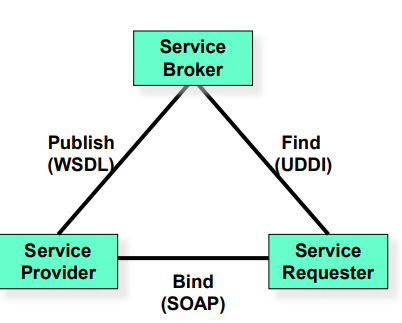 Service
Broker
Publish
(WSDL)
Find
(UDDI)
Service
Provider
Service
Requester
Bind
(SOAP)